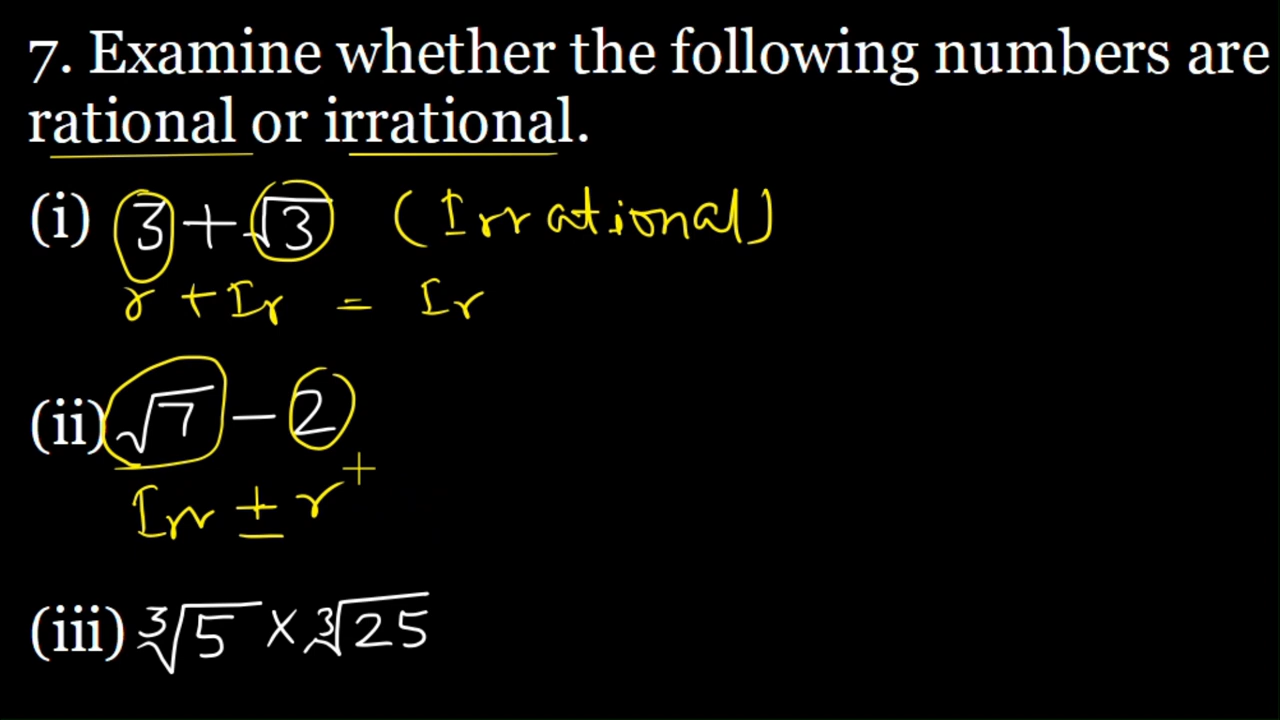 7. Examine whether the following numbers are
rational or irrational.
(i) 3+√3 (Irrational)
r + Ir = Ir
(ii) √7 − 2
Irr ± r
(iii) ∛5 × ∛25